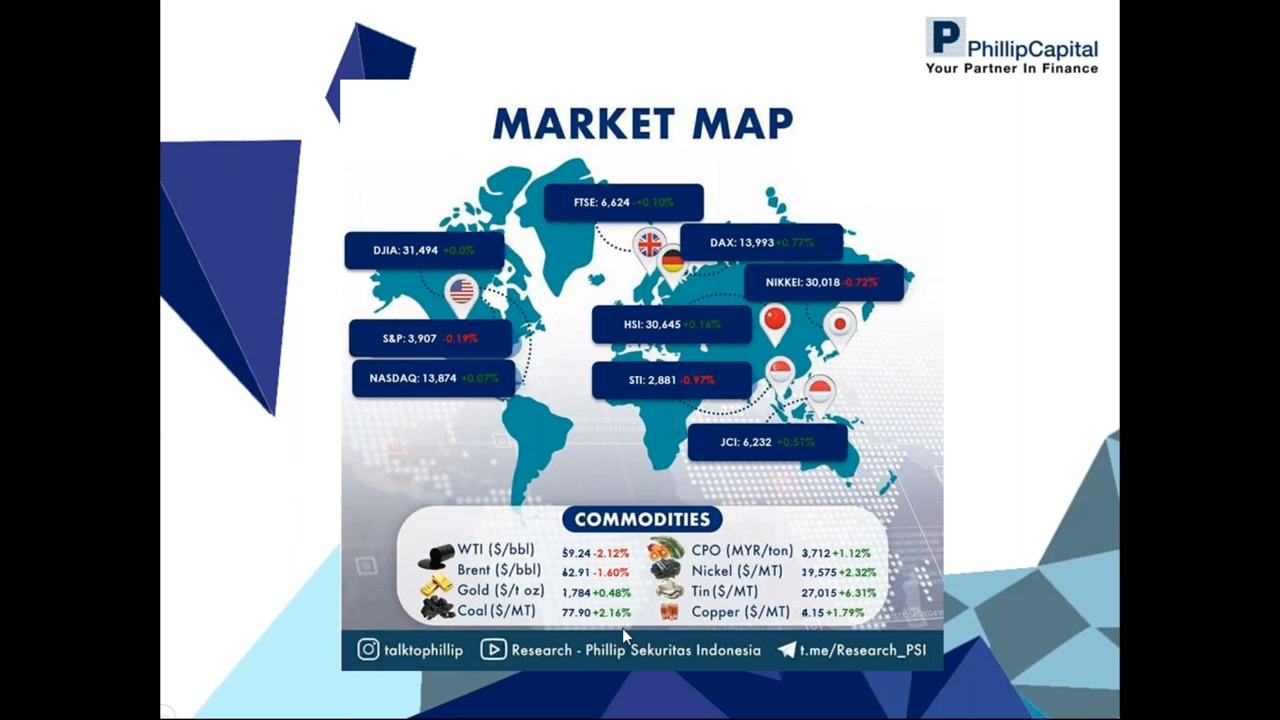 P PhillipCapital
Your Partner In Finance
MARKET MAP
FTSE: 6,624 -+0.10%
DJIA: 31,494 +0.0%
DAX: 13,993 +0.77%
NIKKEI: 30,018 -0.72%
S&P: 3,907 -0.19%
HSI: 30,645 +0.16%
NASDAQ: 13,874 +0.07%
STI: 2,881 -0.97%
JCI: 6,232 +0.51%
COMMODITIES
WTI ($/bbl) 59.24 -2.12%
Brent ($/bbl) 62.91 -1.60%
Gold ($/t oz) 1,784 +0.48%
Coal ($/MT) 77.90 +2.16%
CPO (MYR/ton) 3,712 +1.12%
Nickel ($/MT) 19,575 +2.32%
Tin ($/MT) 27,015 +6.31%
Copper ($/MT) 4.15 +1.79%
talktophillip Research - Phillip Sekuritas Indonesia t.me/Research_PSI